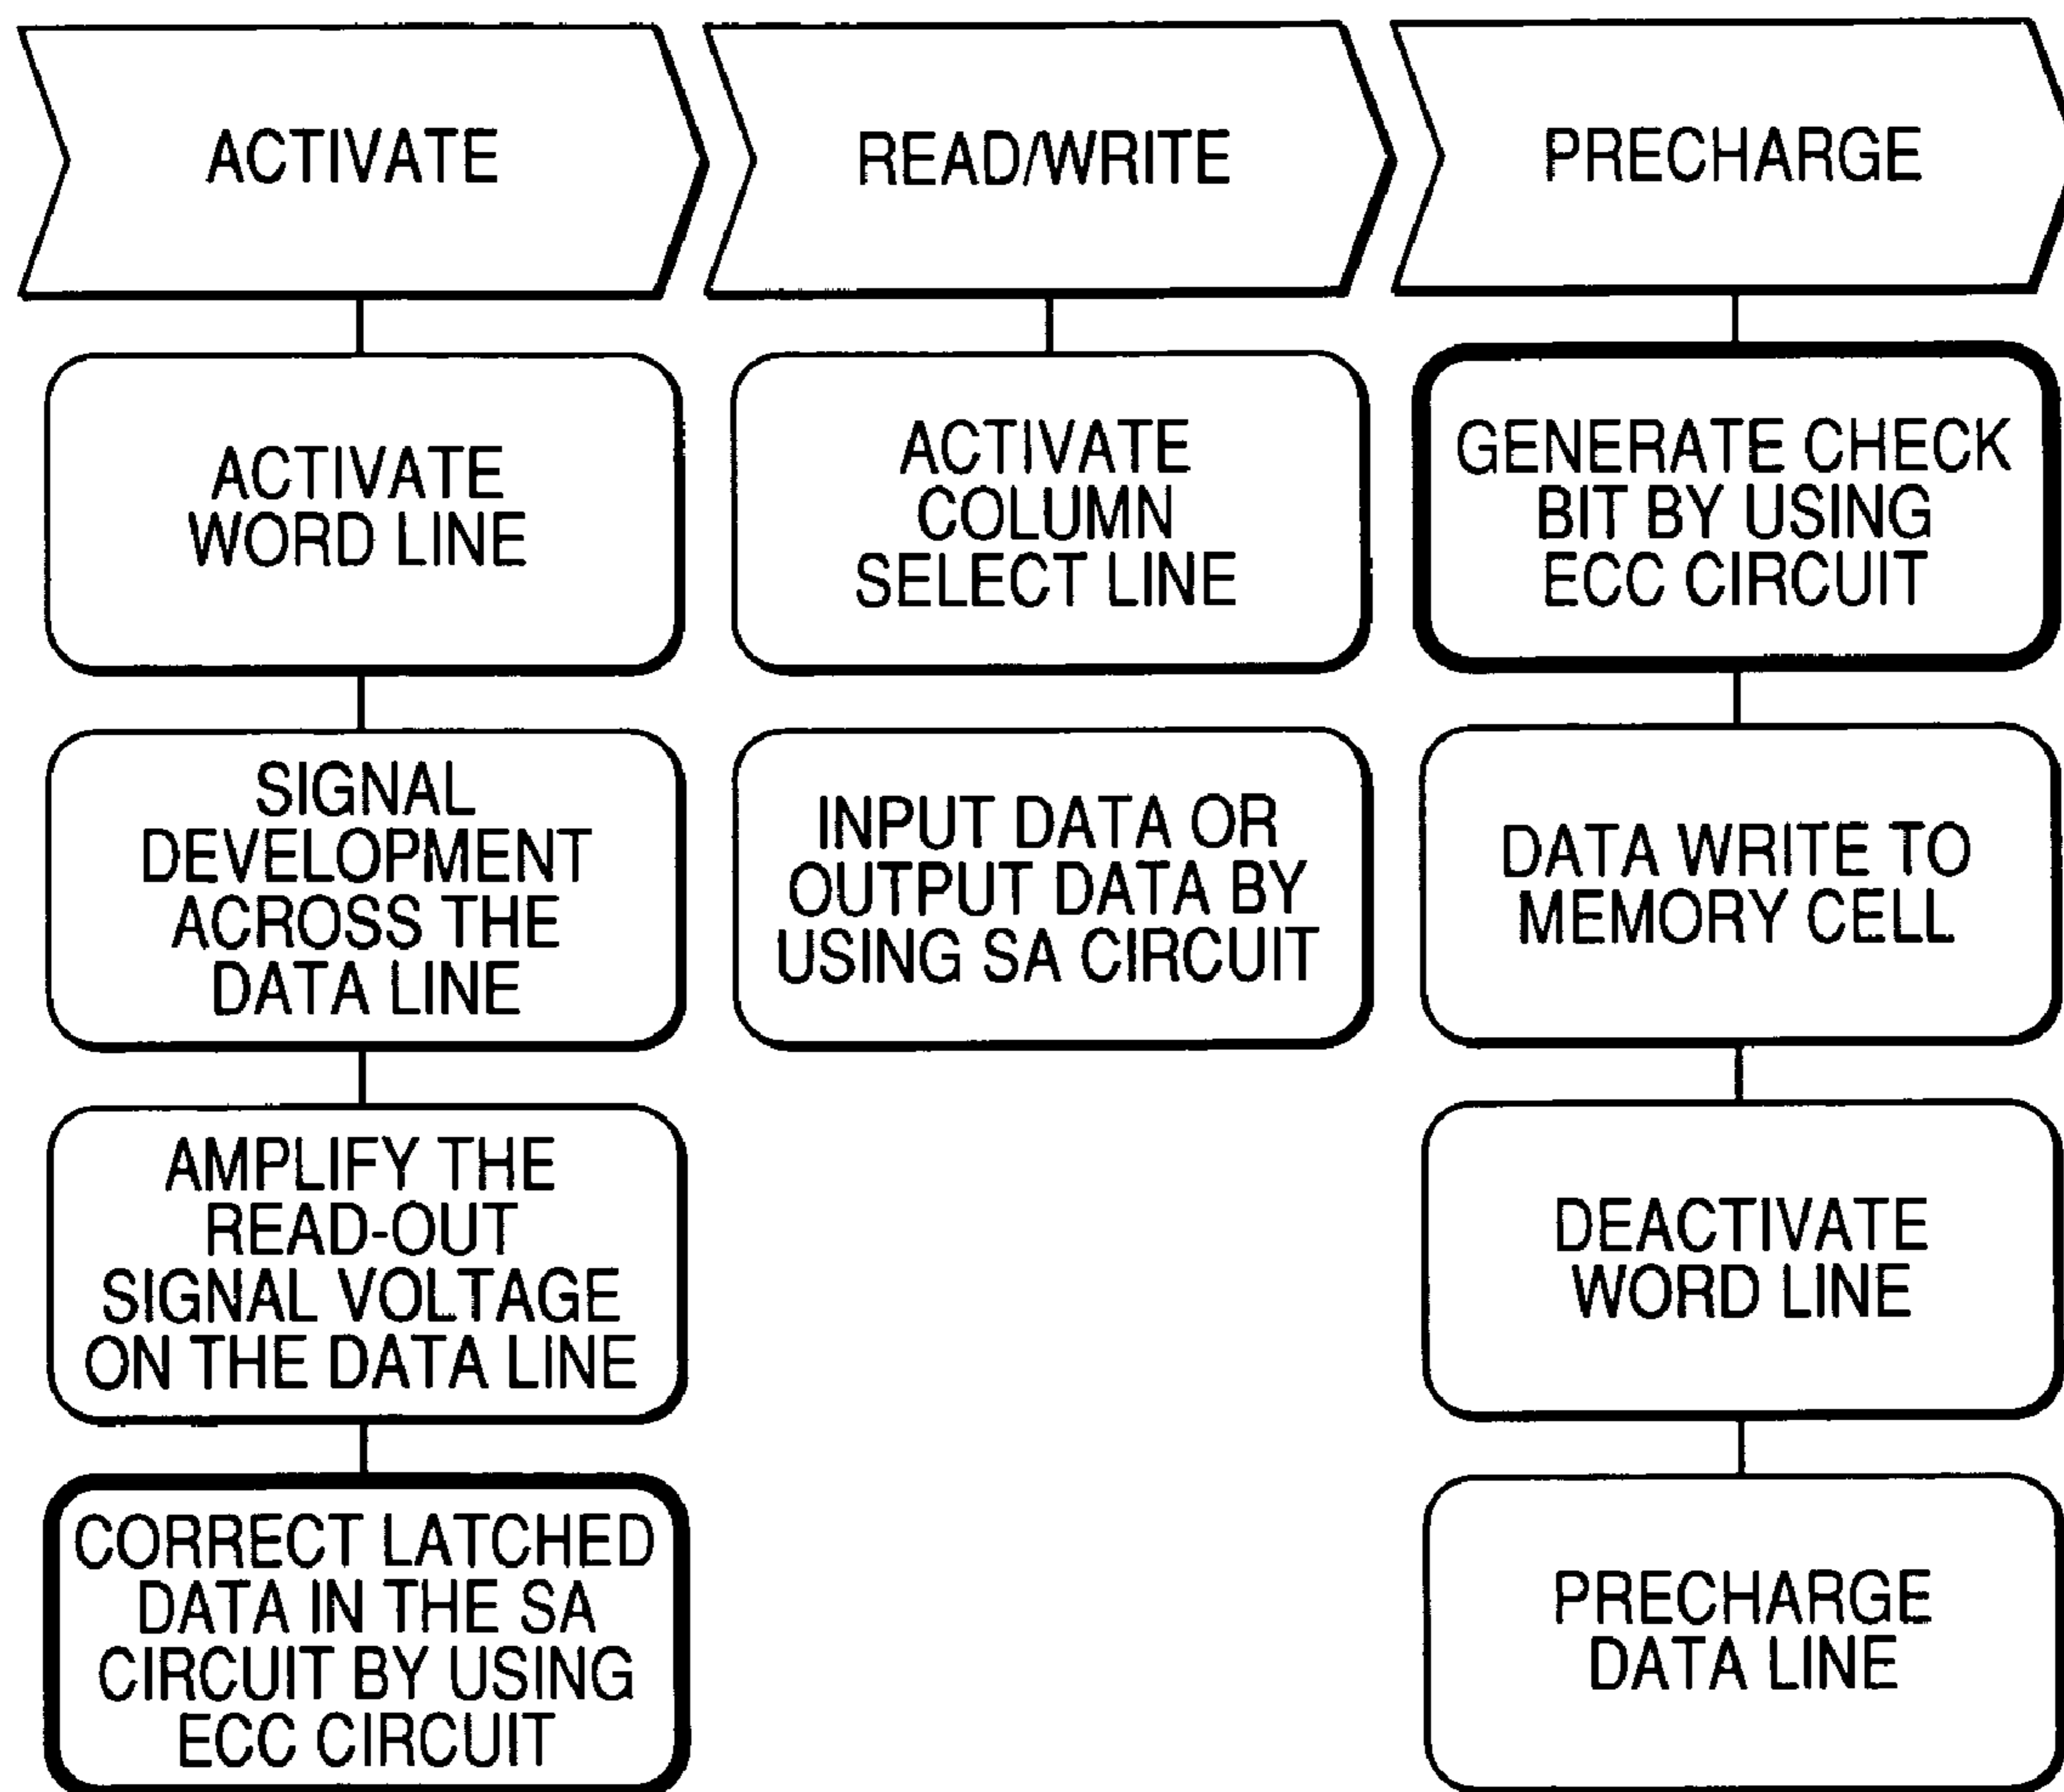 ACTIVATE
READ/WRITE
PRECHARGE
ACTIVATE
WORD LINE
SIGNAL
DEVELOPMENT
ACROSS THE
DATA LINE
AMPLIFY THE
READ-OUT
SIGNAL VOLTAGE
ON THE DATA LINE
CORRECT LATCHED
DATA IN THE SA
CIRCUIT BY USING
ECC CIRCUIT
ACTIVATE
COLUMN
SELECT LINE
INPUT DATA OR
OUTPUT DATA BY
USING SA CIRCUIT
GENERATE CHECK
BIT BY USING
ECC CIRCUIT
DATA WRITE TO
MEMORY CELL
DEACTIVATE
WORD LINE
PRECHARGE
DATA LINE